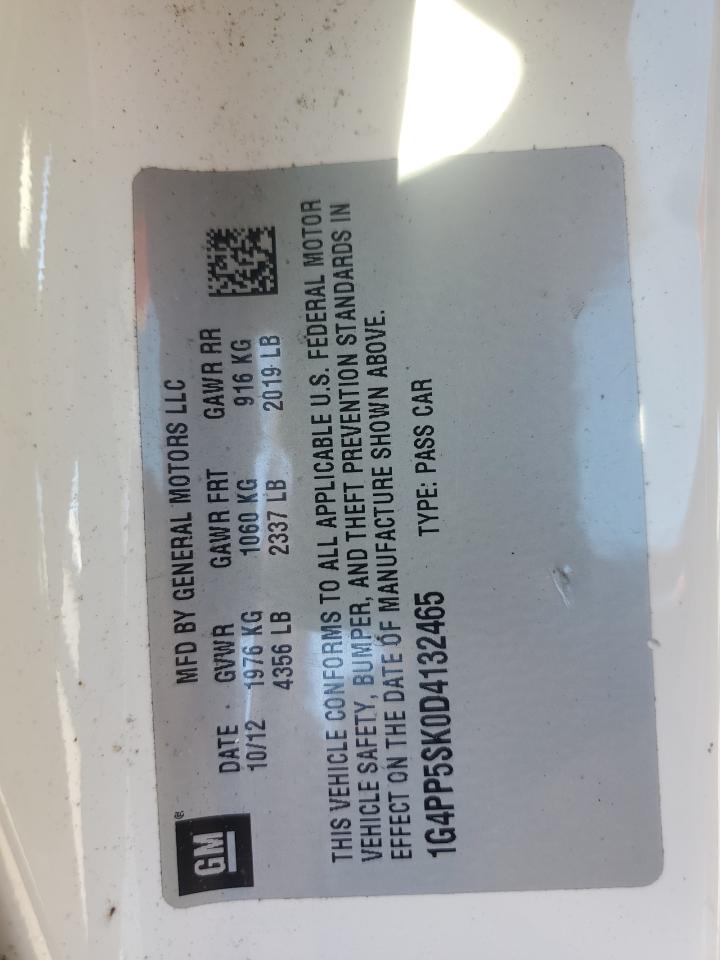 GM®
MFD BY GENERAL MOTORS LLC
DATE GVWR GAWR FRT GAWR RR
10/12 1976 KG 1060 KG 916 KG
4356 LB 2337 LB 2019 LB
THIS VEHICLE CONFORMS TO ALL APPLICABLE U.S. FEDERAL MOTOR
VEHICLE SAFETY, BUMPER, AND THEFT PREVENTION STANDARDS IN
EFFECT ON THE DATE OF MANUFACTURE SHOWN ABOVE.
1G4PP5SK0D4132465 TYPE: PASS CAR